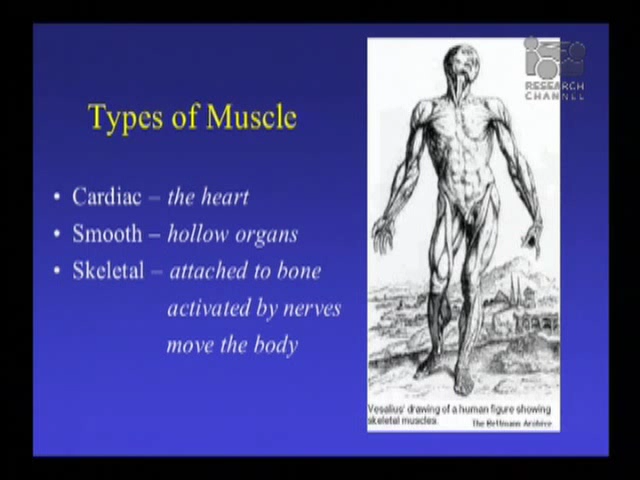 Types of Muscle
• Cardiac – the heart
• Smooth – hollow organs
• Skeletal – attached to bone
activated by nerves
move the body
RESEARCH
CHANNEL
Vesalius' drawing of a human figure showing
skeletal muscles.
The Bettmann Archive